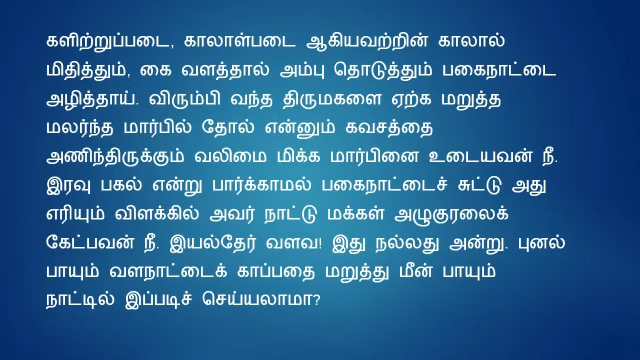 களிற்றுப்படை, காலாள்படை ஆகியவற்றின் காலால்
மிதித்தும், கை வளத்தால் அம்பு தொடுத்தும் பகைநாட்டை
அழித்தாய். விரும்பி வந்த திருமகளை ஏற்க மறுத்த
மலர்ந்த மார்பில் தோல் என்னும் கவசத்தை
அணிந்திருக்கும் வலிமை மிக்க மார்பினை உடையவன் நீ.
இரவு பகல் என்று பார்க்காமல் பகைநாட்டைச் சுட்டு அது
எரியும் விளக்கில் அவர் நாட்டு மக்கள் அழுகுரலைக்
கேட்பவன் நீ. இயல்தேர் வளவ! இது நல்லது அன்று. புனல்
பாயும் வளநாட்டைக் காப்பதை மறுத்து மீன் பாயும்
நாட்டில் இப்படிச் செய்யலாமா?